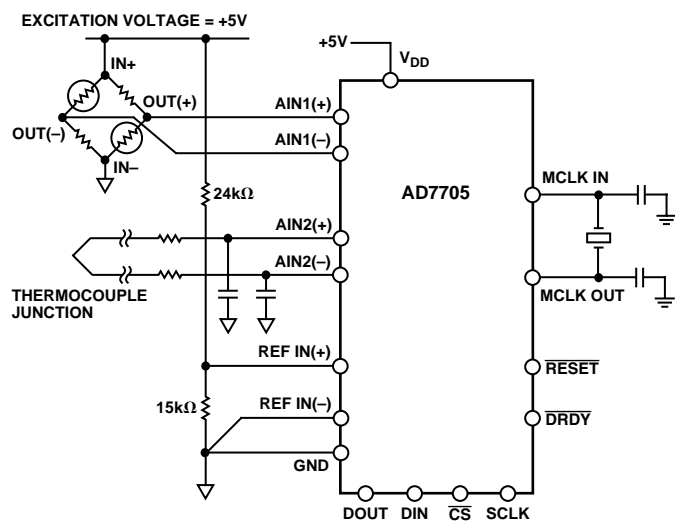 EXCITATION VOLTAGE = +5V
+5V
V_DD
IN+
OUT(+)
OUT(–)
IN–
AIN1(+)
AIN1(–)
AD7705
MCLK IN
24kΩ
AIN2(+)
AIN2(–)
THERMOCOUPLE
JUNCTION
MCLK OUT
REF IN(+)
RESET
15kΩ
REF IN(–)
DRDY
GND
DOUT DIN CS SCLK